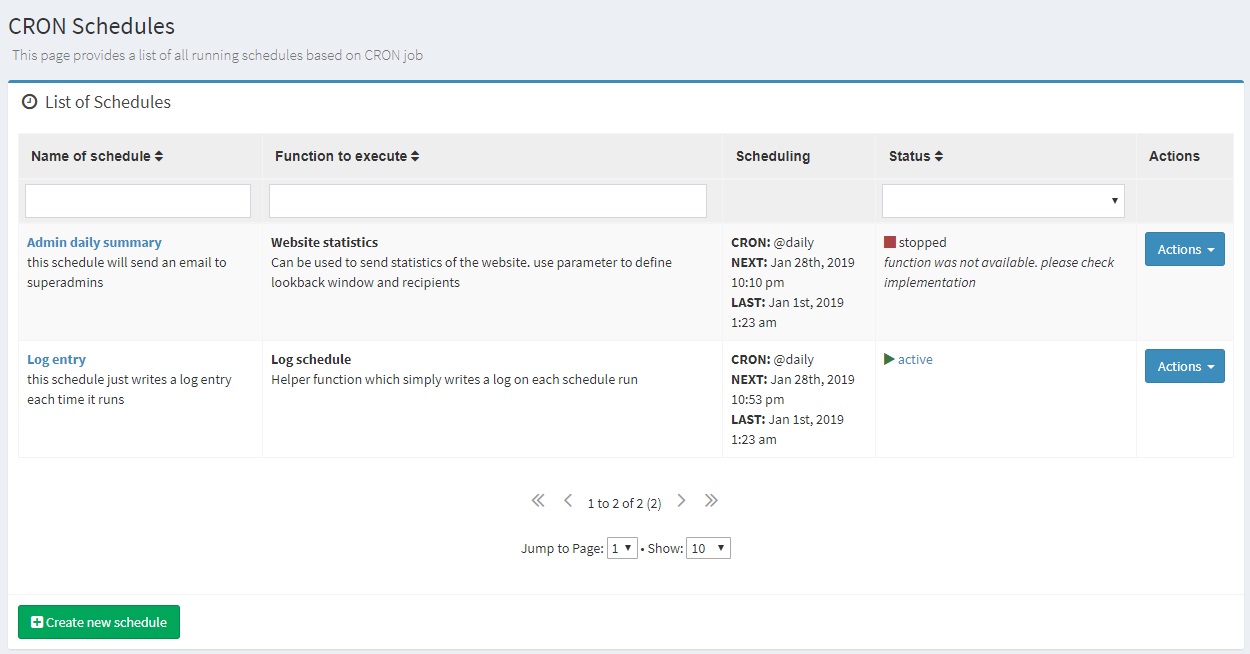 CRON Schedules
This page provides a list of all running schedules based on CRON job
List of Schedules
Name of schedule Function to execute Scheduling Status Actions
Admin daily summary
this schedule will send an email to
superadmins
Website statistics
Can be used to send statistics of the website. use parameter to define
lookback window and recipients
CRON: @daily
NEXT: Jan 28th, 2019
10:10 pm
LAST: Jan 1st, 2019
1:23 am
stopped
function was not available. please check
implementation
Actions
Log entry
this schedule just writes a log entry
each time it runs
Log schedule
Helper function which simply writes a log on each schedule run
CRON: @daily
NEXT: Jan 28th, 2019
10:53 pm
LAST: Jan 1st, 2019
1:23 am
active
Actions
1 to 2 of 2 (2)
Jump to Page: 1 • Show: 10
Create new schedule